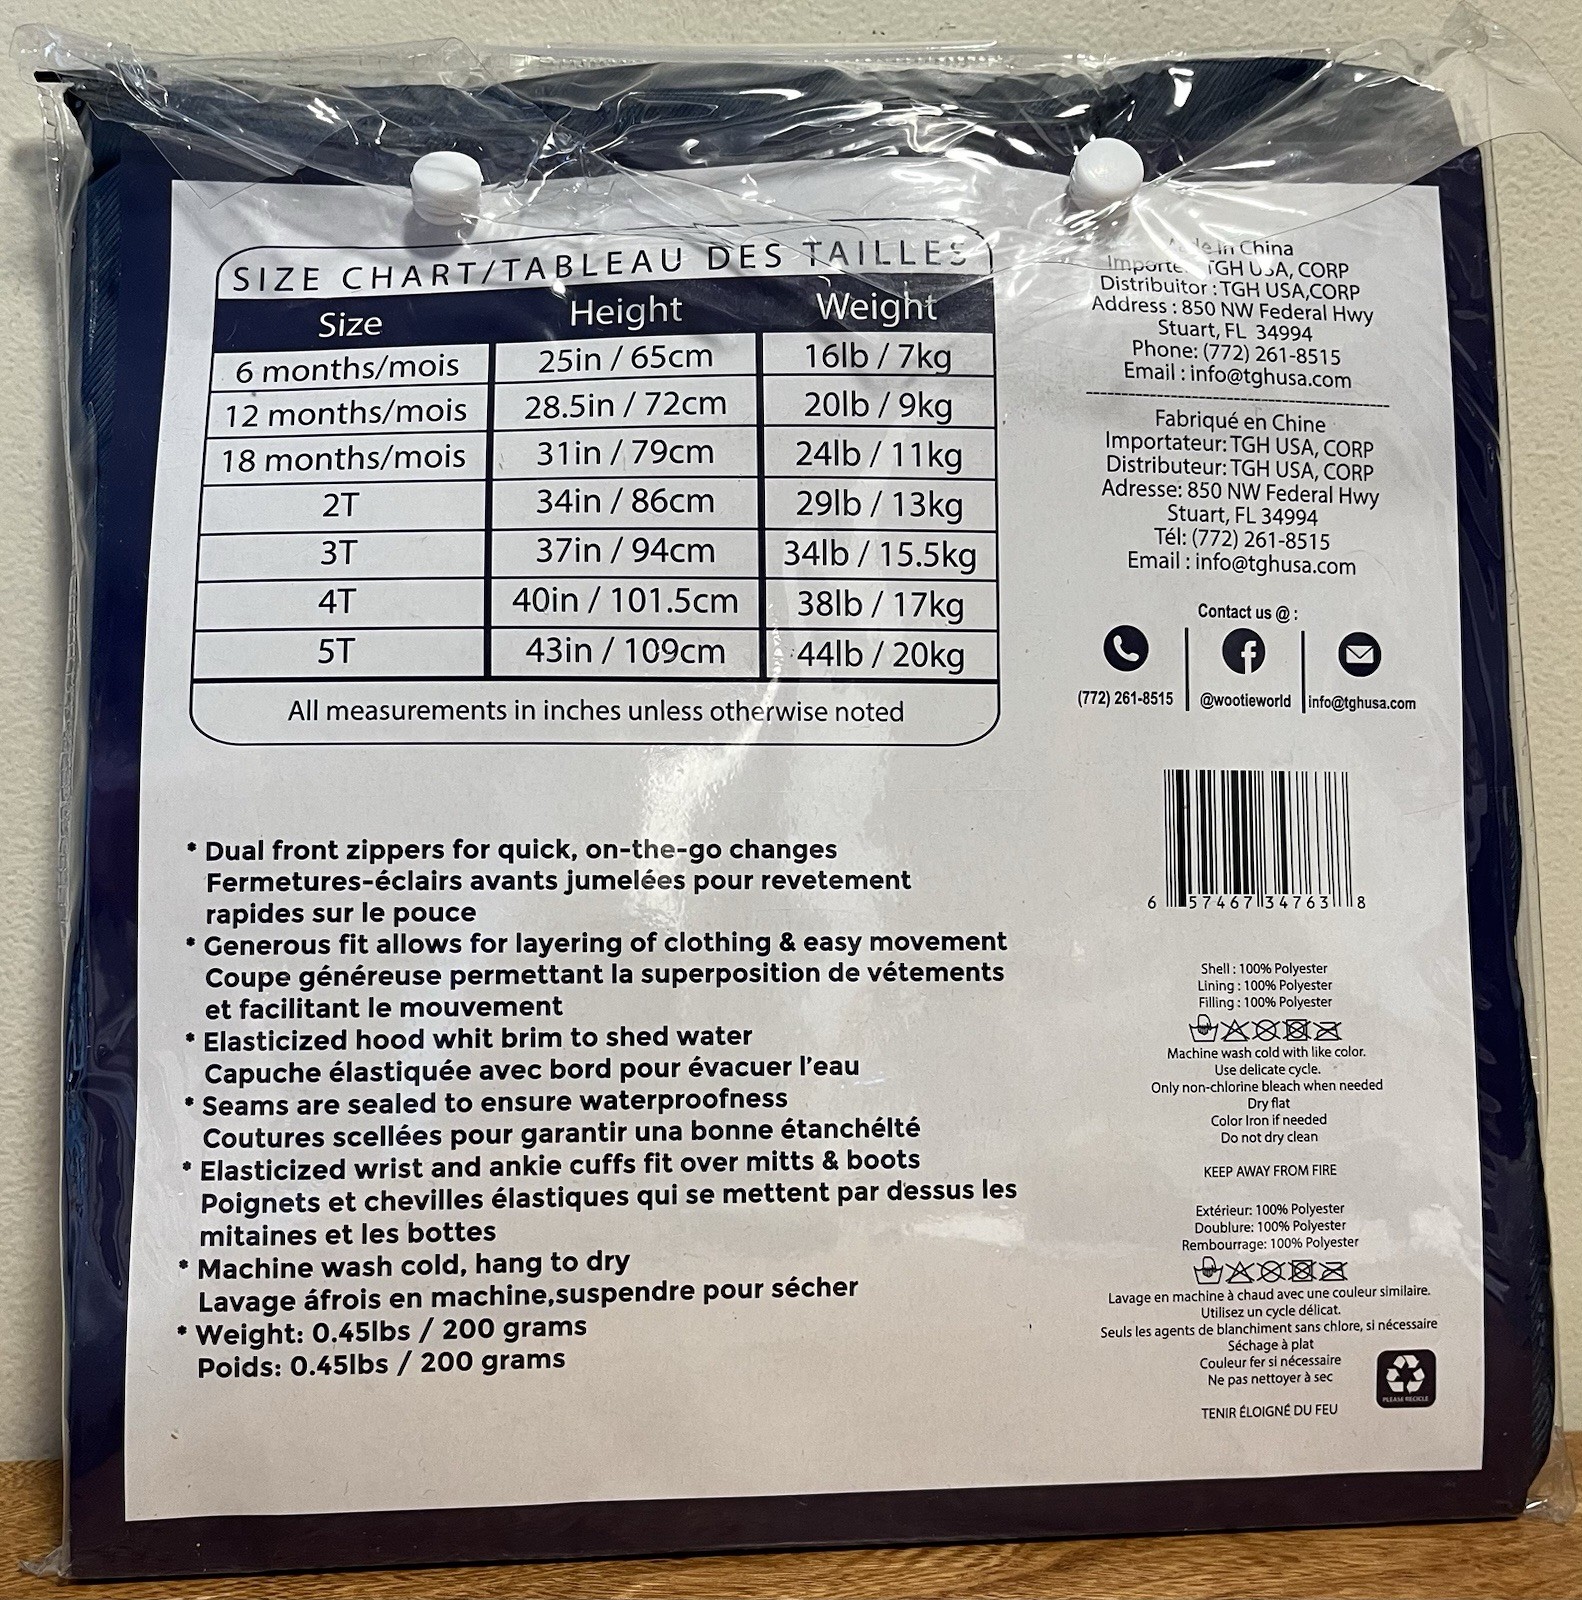 SIZE CHART/TABLEAU DES TAILLES
Size Height Weight
6 months/mois 25in / 65cm 16lb / 7kg
12 months/mois 28.5in / 72cm 20lb / 9kg
18 months/mois 31in / 79cm 24lb / 11kg
2T 34in / 86cm 29lb / 13kg
3T 37in / 94cm 34lb / 15.5kg
4T 40in / 101.5cm 38lb / 17kg
5T 43in / 109cm 44lb / 20kg
All measurements in inches unless otherwise noted
* Dual front zippers for quick, on-the-go changes
Fermetures-éclairs avants jumelées pour revetement
rapides sur le pouce
* Generous fit allows for layering of clothing & easy movement
Coupe généreuse permettant la superposition de vétements
et facilitant le mouvement
* Elasticized hood whit brim to shed water
Capuche élastiquée avec bord pour évacuer l'eau
* Seams are sealed to ensure waterproofness
Coutures scellées pour garantir una bonne étanchélté
* Elasticized wrist and ankie cuffs fit over mitts & boots
Poignets et chevilles élastiques qui se mettent par dessus les
mitaines et les bottes
* Machine wash cold, hang to dry
Lavage áfrois en machine,suspendre pour sécher
* Weight: 0.45lbs / 200 grams
Poids: 0.45lbs / 200 grams
in China
TGH USA, CORP
Distribuitor : TGH USA,CORP
Address : 850 NW Federal Hwy
Stuart, FL 34994
Phone: (772) 261-8515
Email : info@tghusa.com
Fabriqué en Chine
Importateur: TGH USA, CORP
Distributeur: TGH USA, CORP
Adresse: 850 NW Federal Hwy
Stuart, FL 34994
Tél: (772) 261-8515
Email : info@tghusa.com
Contact us @ :
(772) 261-8515 @wootieworld info@tghusa.com
6 57467 34763 8
Shell : 100% Polyester
Lining : 100% Polyester
Filling : 100% Polyester
Machine wash cold with like color.
Use delicate cycle.
Only non-chlorine bleach when needed
Dry flat
Color Iron if needed
Do not dry clean
KEEP AWAY FROM FIRE
Extérieur: 100% Polyester
Doublure: 100% Polyester
Rembourrage: 100% Polyester
Lavage en machine à chaud avec une couleur similaire.
Utilisez un cycle délicat.
Seuls les agents de blanchiment sans chlore, si nécessaire
Séchage à plat
Couleur fer si nécessaire
Ne pas nettoyer à sec
TENIR ÉLOIGNÉ DU FEU
PLEASE RECICLE